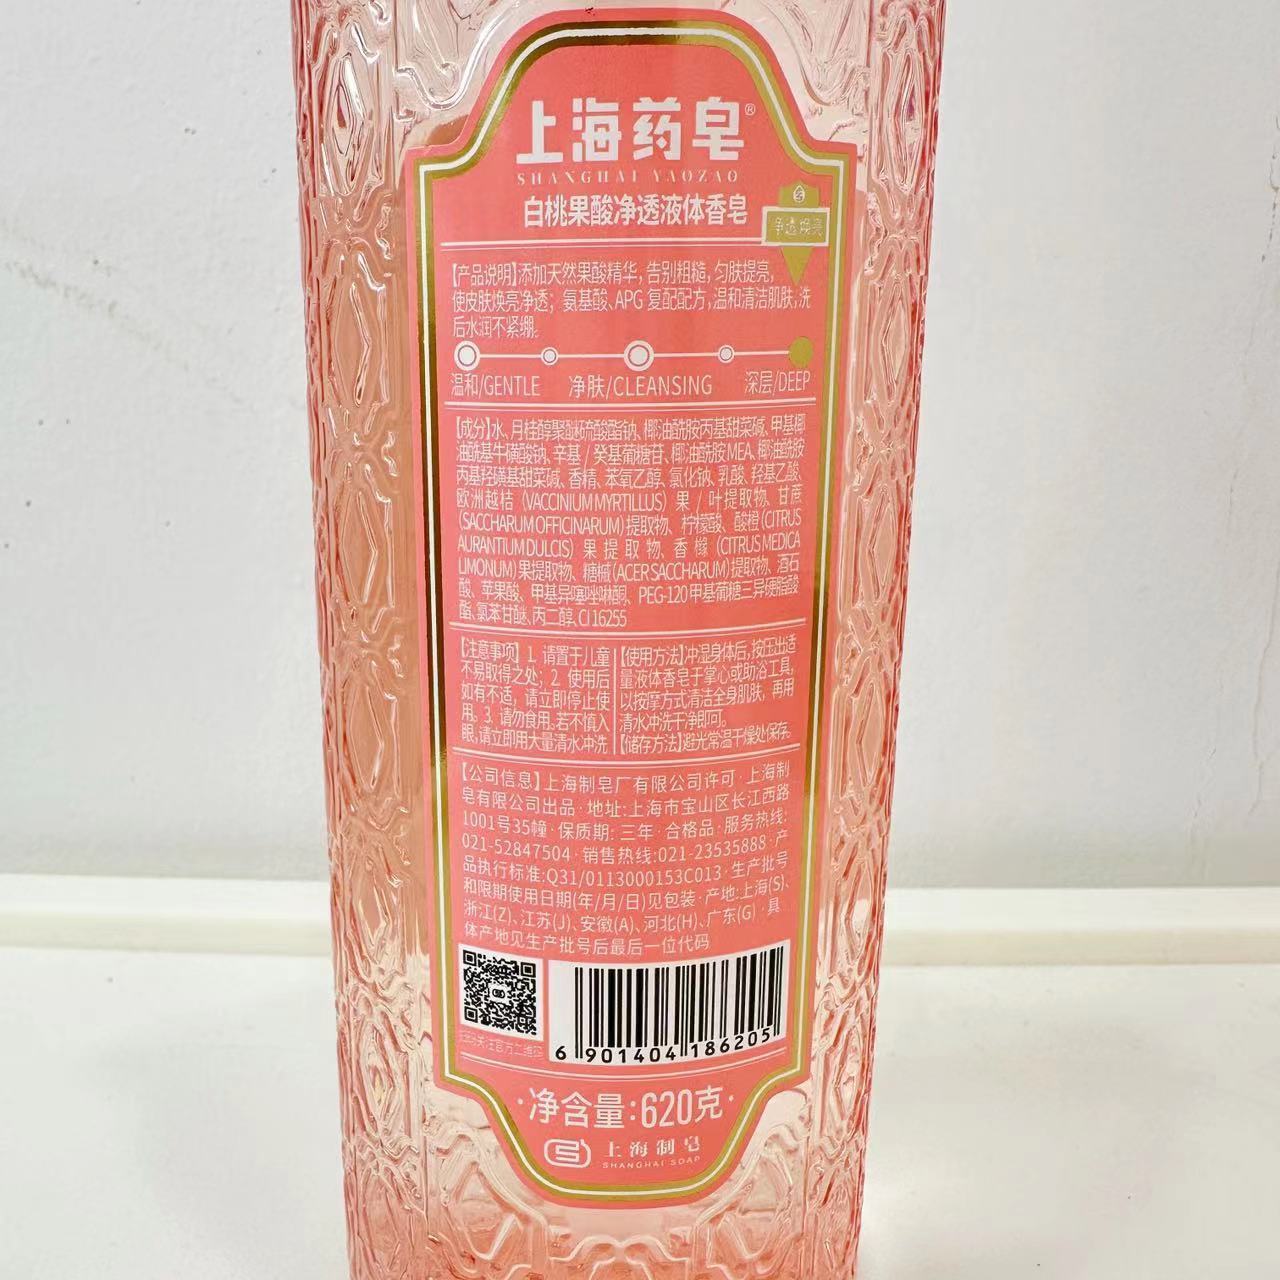 上海药皂®
SHANGHAI YAOZAO
白桃果酸净透液体香皂
净透焕亮
【产品说明】添加天然果酸精华，告别粗糙，匀肤提亮，
使皮肤焕亮净透；氨基酸、APG 复配配方，温和清洁肌肤，洗
后水润不紧绷。
温和/GENTLE 净肤/CLEANSING 深层/DEEP
【成分】水、月桂醇聚醚硫酸酯钠、椰油酰胺丙基甜菜碱、甲基椰
油酰基牛磺酸钠、辛基/癸基葡糖苷、椰油酰胺MEA、椰油酰胺
丙基羟磺基甜菜碱、香精、苯氧乙醇、氯化钠、乳酸、羟基乙酸、
欧洲越桔（VACCINIUM MYRTILLUS）果/叶提取物、甘蔗
（SACCHARUM OFFICINARUM）提取物、柠檬酸、酸橙（CITRUS
AURANTIUM DULCIS）果提取物、香橼（CITRUS MEDICA
LIMONUM）果提取物、糖槭（ACER SACCHARUM）提取物、酒石
酸、苹果酸、甲基异噻唑啉酮、PEG-120 甲基葡糖三异硬脂酸
酯、氯苯甘醚、丙二醇、CI 16255
【注意事项】1. 请置于儿童
不易取得之处；2. 使用后
如有不适，请立即停止使
用。3. 请勿食用。若不慎入
眼，请立即用大量清水冲洗
【使用方法】冲湿身体后，按压出适
量液体香皂于掌心或助浴工具，
以按摩方式清洁全身肌肤，再用
清水冲洗干净即可。
【储存方法】避光常温干燥处保存。
【公司信息】上海制皂厂有限公司许可·上海制
皂有限公司出品·地址：上海市宝山区长江西路
1001号35幢·保质期：三年·合格品·服务热线：
021-52847504·销售热线：021-23535888·产
品执行标准：Q31/0113000153C013·生产批号
和限期使用日期(年/月/日)见包装·产地：上海(S)、
浙江(Z)、江苏(J)、安徽(A)、河北(H)、广东(G)·具
体产地见生产批号后最后一位代码
关注官方二维码
6 901404 186205
·净含量：620克·
上海制皂
SHANGHAI SOAP